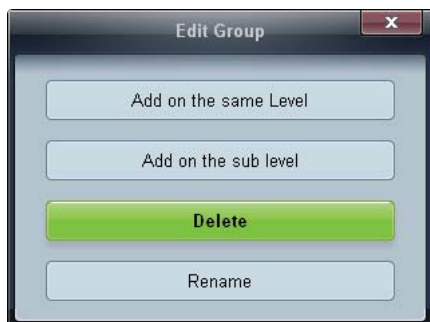 Edit Group
x
Add on the same Level
Add on the sub level
Delete
Rename